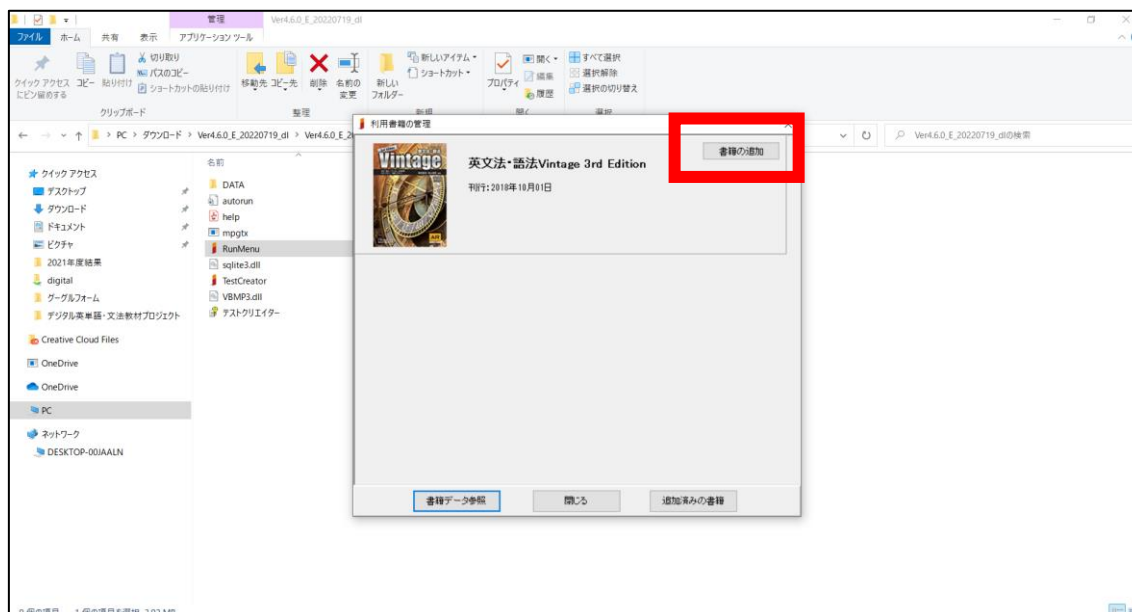 管理
Ver4.6.0_E_20220719_dl
ファイル ホーム 共有 表示 アプリケーション ツール
クイック アクセス
にピン留めする
コピー
貼り付け
切り取り
パスのコピー
ショートカットの貼り付け
クリップボード
移動先
コピー先
削除
名前の
変更
整理
新しい
フォルダー
新しいアイテム
ショートカット
新規
プロパティ
開く
編集
履歴
開く
すべて選択
選択解除
選択の切り替え
選択
PC > ダウンロード > Ver4.6.0_E_20220719_dl > Ver4.6.0_E_2
Ver4.6.0_E_20220719_dlの検索
クイック アクセス
デスクトップ
ダウンロード
ドキュメント
ピクチャ
2021年度結果
digital
グーグルフォーム
デジタル英単語・文法教材プロジェクト
Creative Cloud Files
OneDrive
OneDrive
PC
ネットワーク
DESKTOP-00JAALN
名前
DATA
autorun
help
mpgtx
RunMenu
sqlite3.dll
TestCreator
VBMP3.dll
テストクリエイター
利用書籍の管理
Vintage
英文法・語法Vintage 3rd Edition
刊行:2018年10月01日
書籍の追加
書籍データ参照
閉じる
追加済みの書籍